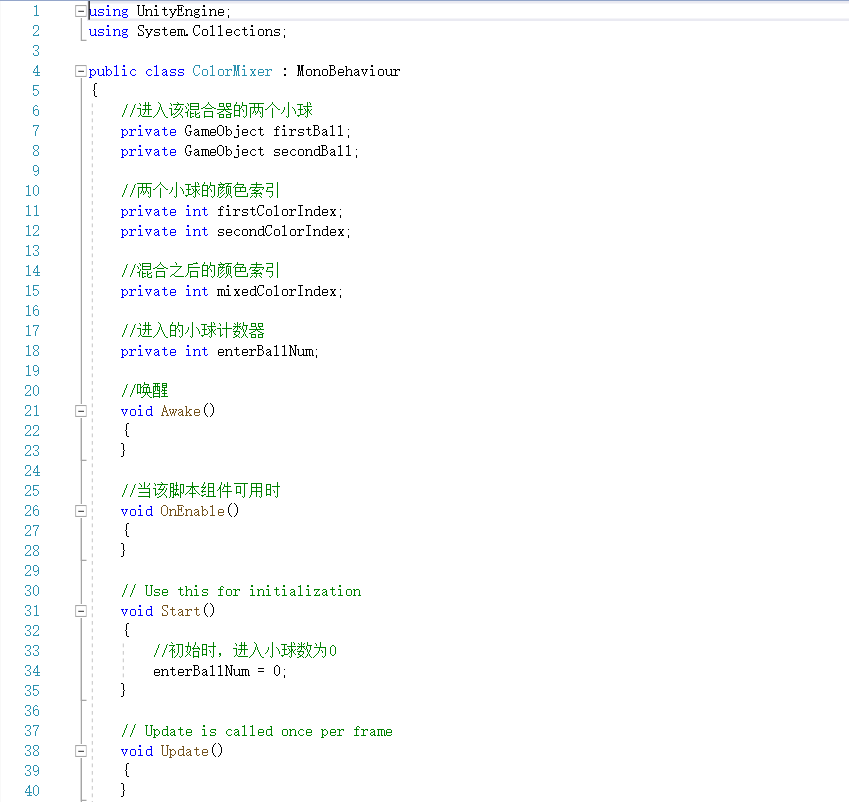 1 using UnityEngine;
2 using System.Collections;
3
4 public class ColorMixer : MonoBehaviour
5 {
6 //进入该混合器的两个小球
7 private GameObject firstBall;
8 private GameObject secondBall;
9
10 //两个小球的颜色索引
11 private int firstColorIndex;
12 private int secondColorIndex;
13
14 //混合之后的颜色索引
15 private int mixedColorIndex;
16
17 //进入的小球计数器
18 private int enterBallNum;
19
20 //唤醒
21 void Awake()
22 {
23 }
24
25 //当该脚本组件可用时
26 void OnEnable()
27 {
28 }
29
30 // Use this for initialization
31 void Start()
32 {
33 //初始时，进入小球数为0
34 enterBallNum = 0;
35 }
36
37 // Update is called once per frame
38 void Update()
39 {
40 }